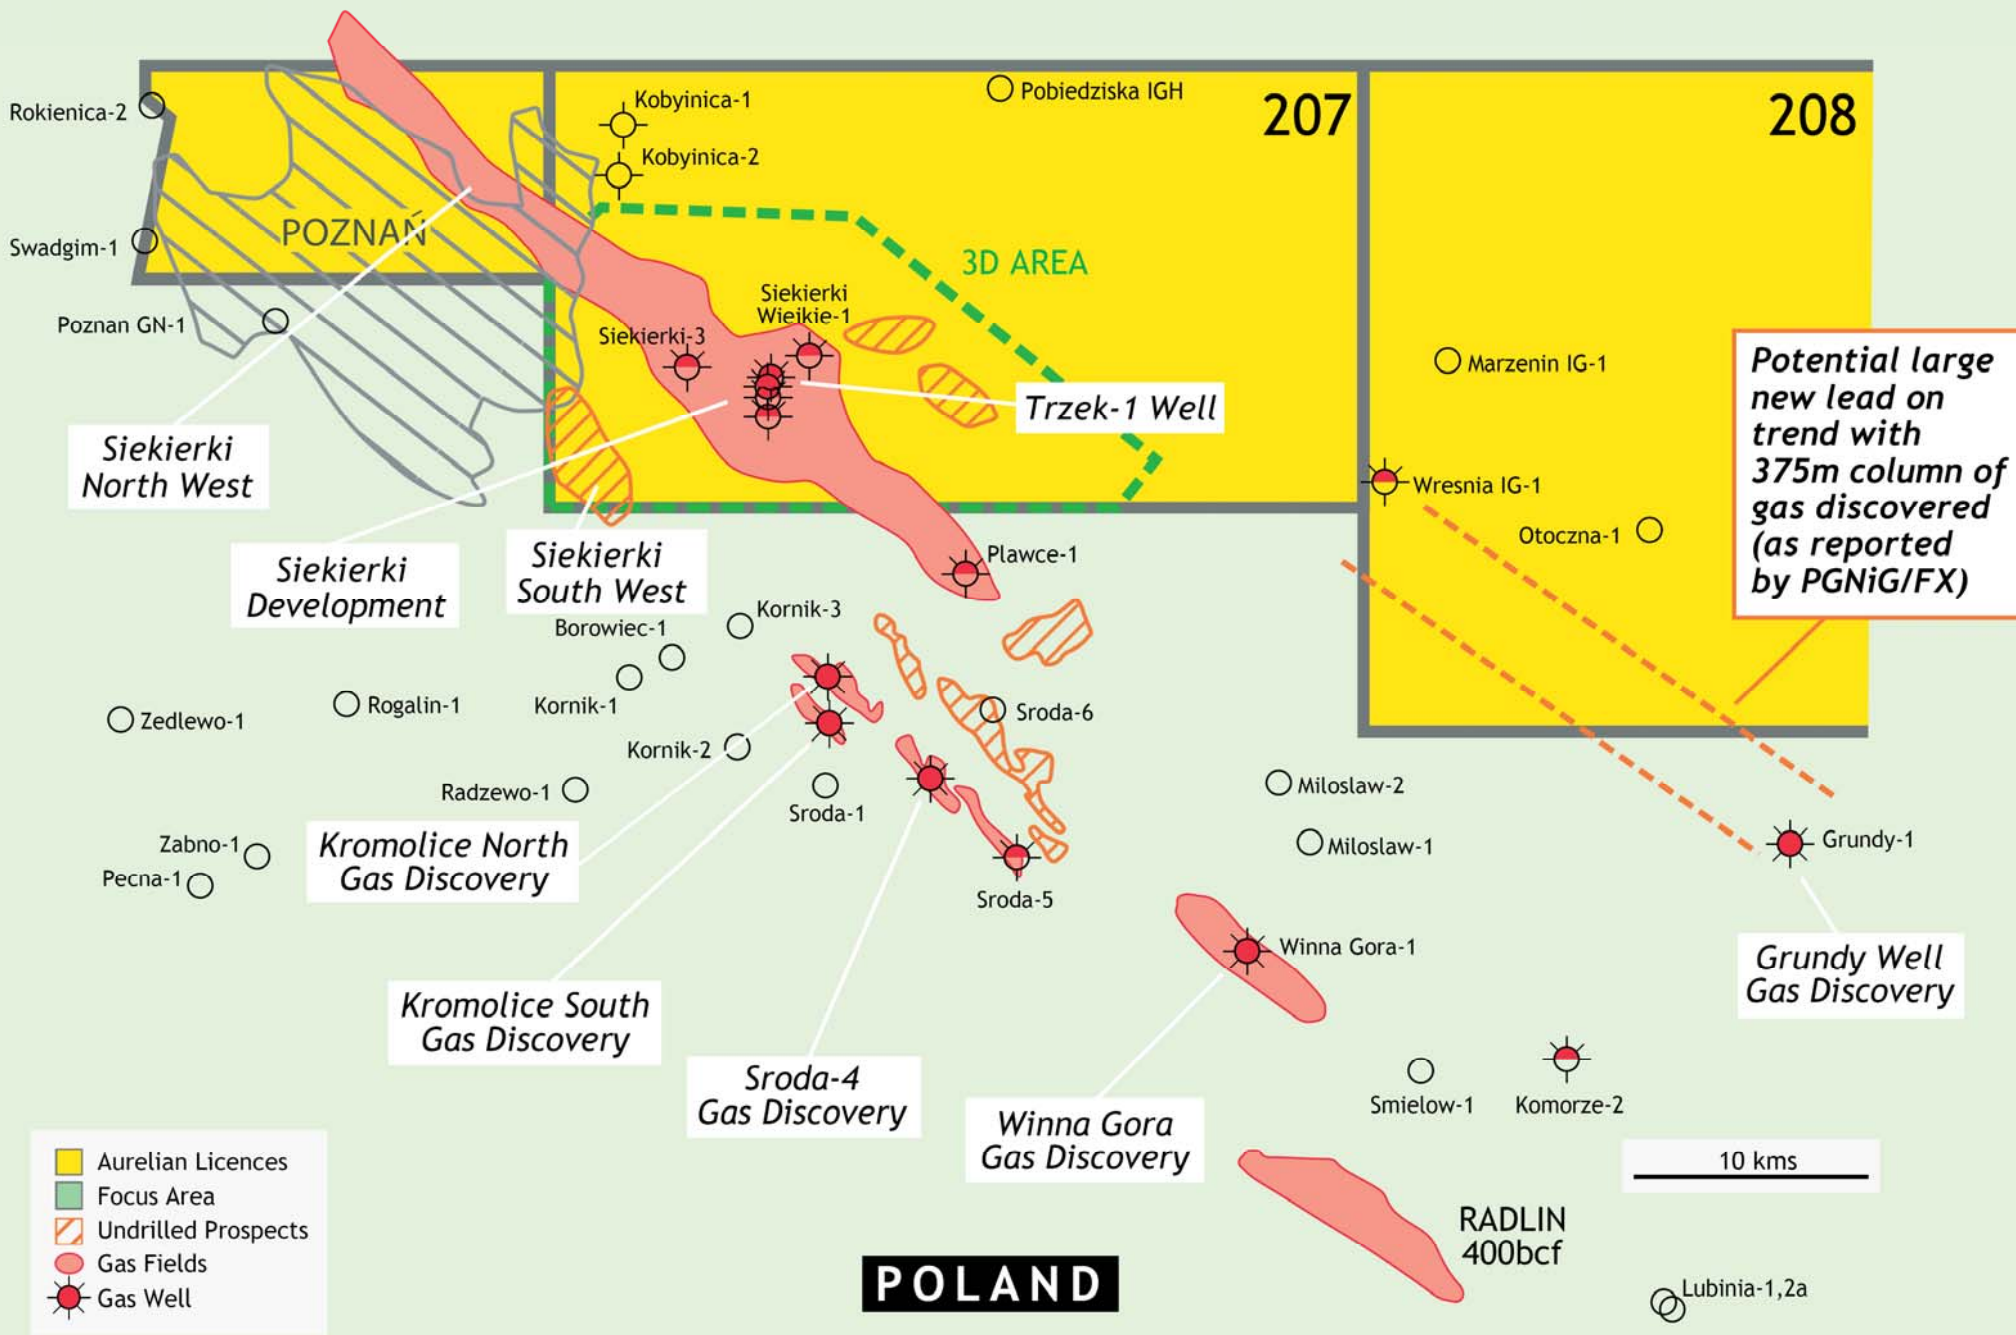 207
208
Pobiedziska IGH
Kobyinica-1
Kobyinica-2
Rokienica-2
POZNAŃ
Swadgim-1
3D AREA
Siekierki
Wiejkie-1
Poznan GN-1
Siekierki-3
Marzenin IG-1
Potential large
new lead on
trend with
375m column of
gas discovered
(as reported
by PGNiG/FX)
Trzek-1 Well
Siekierki
North West
Wresnia IG-1
Otoczna-1
Siekierki
Development
Siekierki
South West
Plawce-1
Kornik-3
Borowiec-1
Kornik-1
Rogalin-1
Zedlewo-1
Sroda-6
Kornik-2
Radzewo-1
Sroda-1
Miloslaw-2
Miloslaw-1
Grundy-1
Zabno-1
Pecna-1
Kromolice North
Gas Discovery
Sroda-5
Winna Gora-1
Grundy Well
Gas Discovery
Kromolice South
Gas Discovery
Sroda-4
Gas Discovery
Winna Gora
Gas Discovery
Smielow-1
Komorze-2
10 kms
Aurelian Licences
Focus Area
Undrilled Prospects
Gas Fields
Gas Well
RADLIN
400bcf
POLAND
Lubinia-1,2a